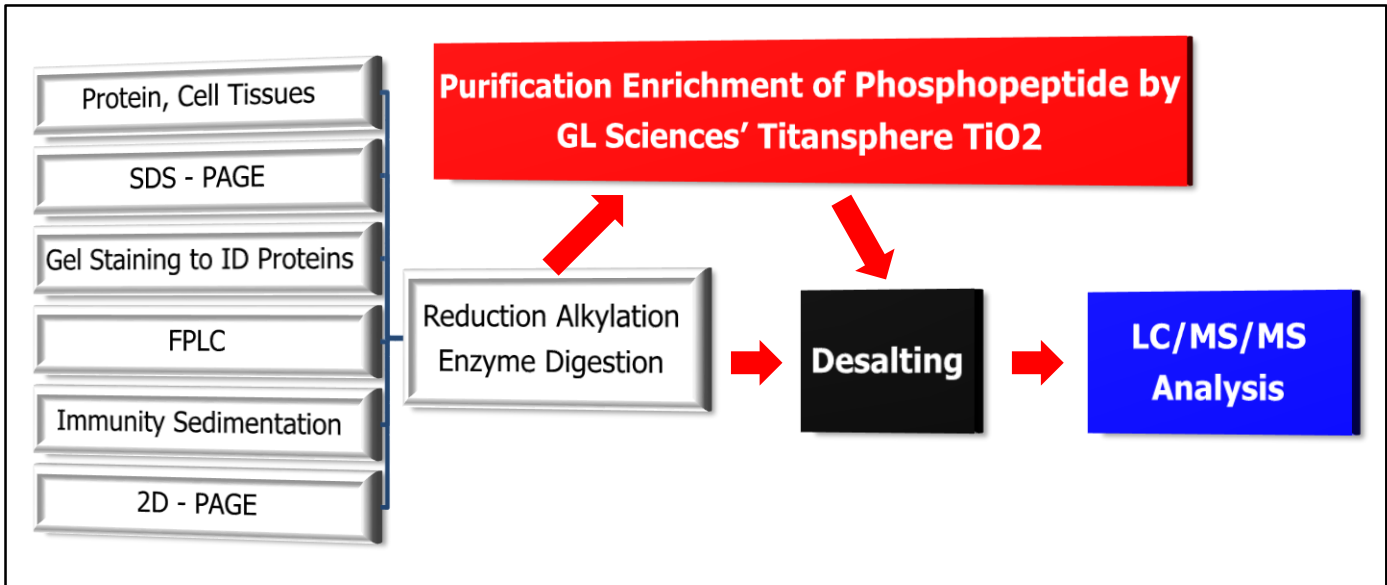 Protein, Cell Tissues
SDS - PAGE
Gel Staining to ID Proteins
FPLC
Immunity Sedimentation
2D - PAGE
Reduction Alkylation
Enzyme Digestion
Purification Enrichment of Phosphopeptide by
GL Sciences’ Titansphere TiO2
Desalting
LC/MS/MS
Analysis